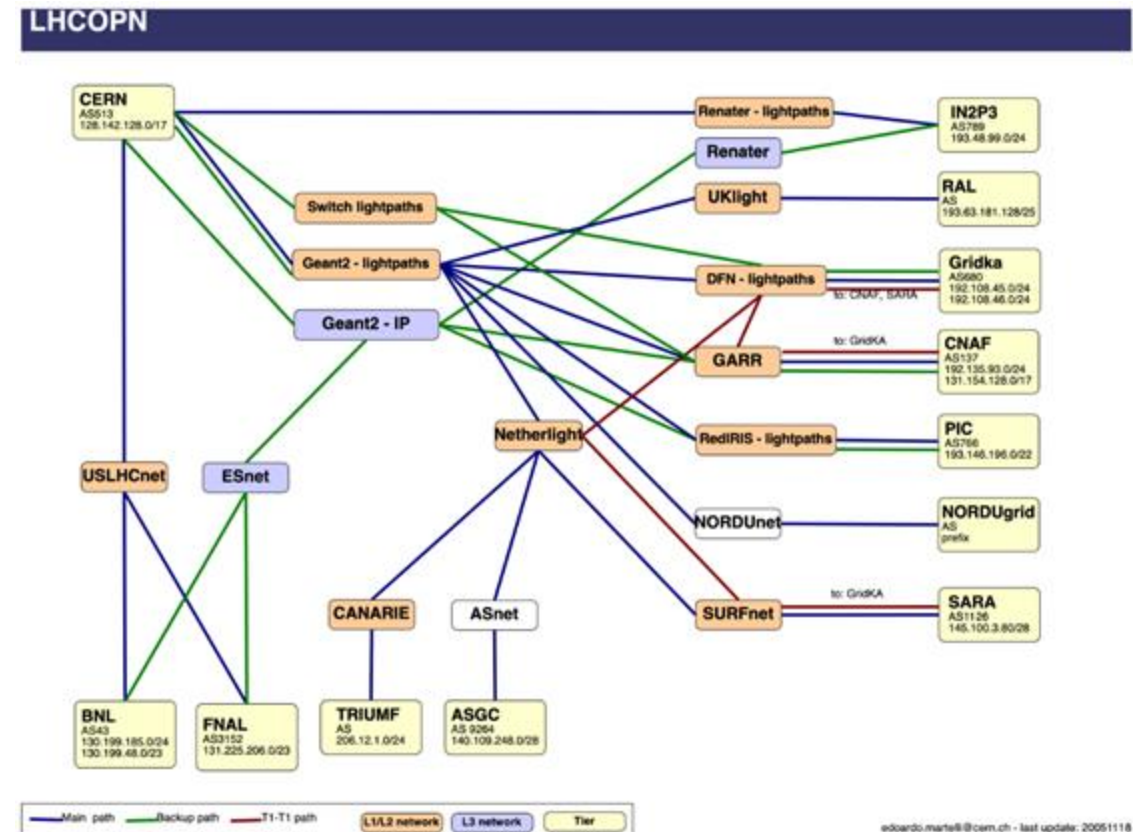 LHCOPN
CERN
AS513
128.142.128.0/17
Renater - lightpaths
IN2P3
AS789
193.48.99.0/24
Renater
UKlight
RAL
AS
193.63.181.128/25
Switch lightpaths
Geant2 - lightpaths
DFN - lightpaths
Gridka
AS680
192.108.45.0/24
192.108.46.0/24
to: CNAF, SARA
Geant2 - IP
GARR
to: GridKA
CNAF
AS137
192.135.93.0/24
131.154.128.0/17
Netherlight
RedIRIS - lightpaths
PIC
AS766
193.146.196.0/22
USLHCnet
ESnet
NORDUnet
NORDUgrid
AS
prefix
CANARIE
ASnet
SURFnet
to: GridKA
SARA
AS1126
145.100.3.80/28
BNL
AS43
130.199.185.0/24
130.199.48.0/23
FNAL
AS3152
131.225.206.0/23
TRIUMF
AS
206.12.1.0/24
ASGC
AS 9264
140.109.248.0/28
Main path
Backup path
T1-T1 path
L1/L2 network
L3 network
Tier
edoardo.martelli@cern.ch - last update: 20051118